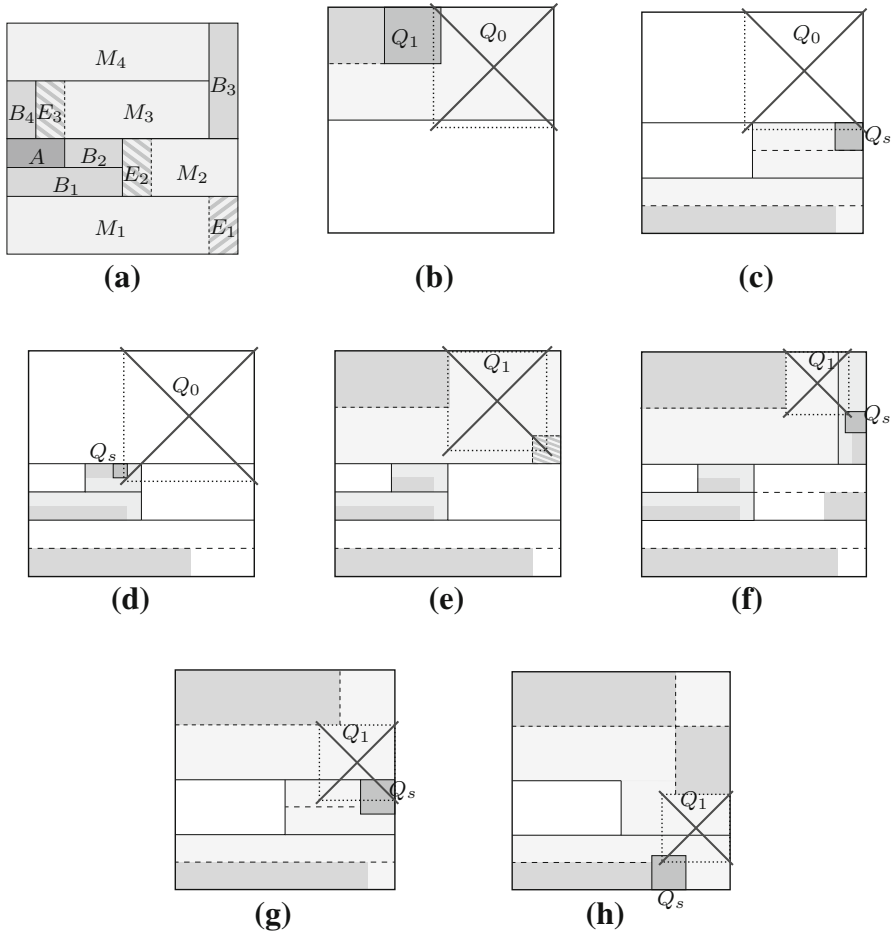 M₄
B₃
B₄ E₃ M₃
A B₂ E₂ M₂
B₁
M₁ E₁
(a)
Q₁ Q₀
(b)
Q₀
Qₛ
(c)
Q₀
Qₛ
(d)
Q₁
(e)
Q₁
Qₛ
(f)
Q₁
Qₛ
(g)
Q₁
Qₛ
(h)